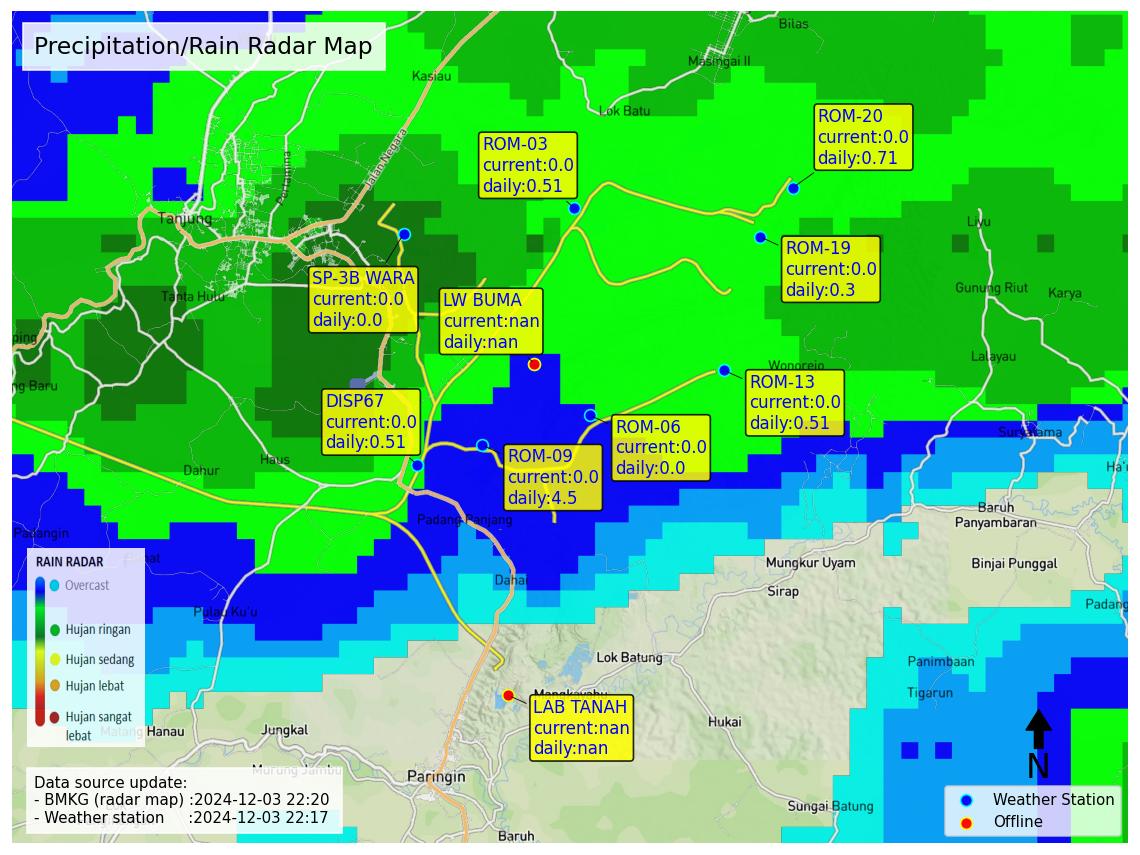 Precipitation/Rain Radar Map
Bilas
Masingai II
Kasiau
Lok Batu
ROM-20
current:0.0
daily:0.71
ROM-03
current:0.0
daily:0.51
Jalan Negara
Pertamina
Tanjung
Liyu
ROM-19
current:0.0
daily:0.3
SP-3B WARA
current:0.0
daily:0.0
LW BUMA
current:nan
daily:nan
Tanta Hulu
Gunung Riut
Karya
ping
Lalayau
Wonorejo
ng Baru
ROM-13
current:0.0
daily:0.51
DISP67
current:0.0
daily:0.51
ROM-06
current:0.0
daily:0.0
ROM-09
current:0.0
daily:4.5
Haus
Dahur
Ha'u
Baruh
Panyambaran
Padang Panjang
Padangin
Mungkur Uyam
Binjai Punggal
Dahai
Sirap
Padang
Pulau Ku'u
RAIN RADAR
Overcast
Hujan ringan
Hujan sedang
Hujan lebat
Hujan sangat
lebat
Lok Batung
Panimbaan
Tigarun
LAB TANAH
current:nan
daily:nan
Hukai
Manau
Jungkal
Murung Jambu
Paringin
N
Data source update:
- BMKG (radar map) :2024-12-03 22:20
- Weather station :2024-12-03 22:17
Sungai Batung
Baruh
Weather Station
Offline